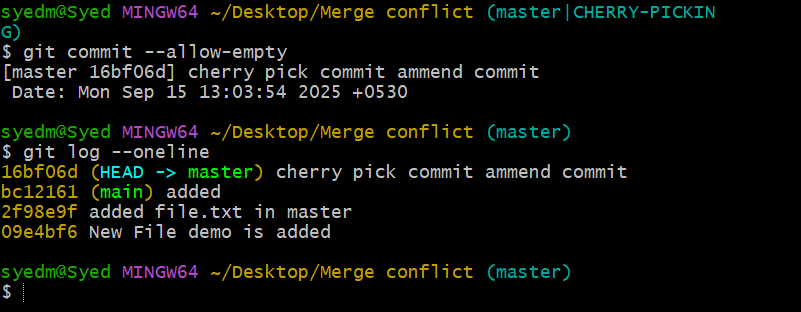 syedm@Syed MINGW64 ~/Desktop/Merge conflict (master|CHERRY-PICKIN
G)
$ git commit --allow-empty
[master 16bf06d] cherry pick commit ammend commit
 Date: Mon Sep 15 13:03:54 2025 +0530

syedm@Syed MINGW64 ~/Desktop/Merge conflict (master)
$ git log --oneline
16bf06d (HEAD -> master) cherry pick commit ammend commit
bc12161 (main) added
2f98e9f added file.txt in master
09e4bf6 New File demo is added

syedm@Syed MINGW64 ~/Desktop/Merge conflict (master)
$